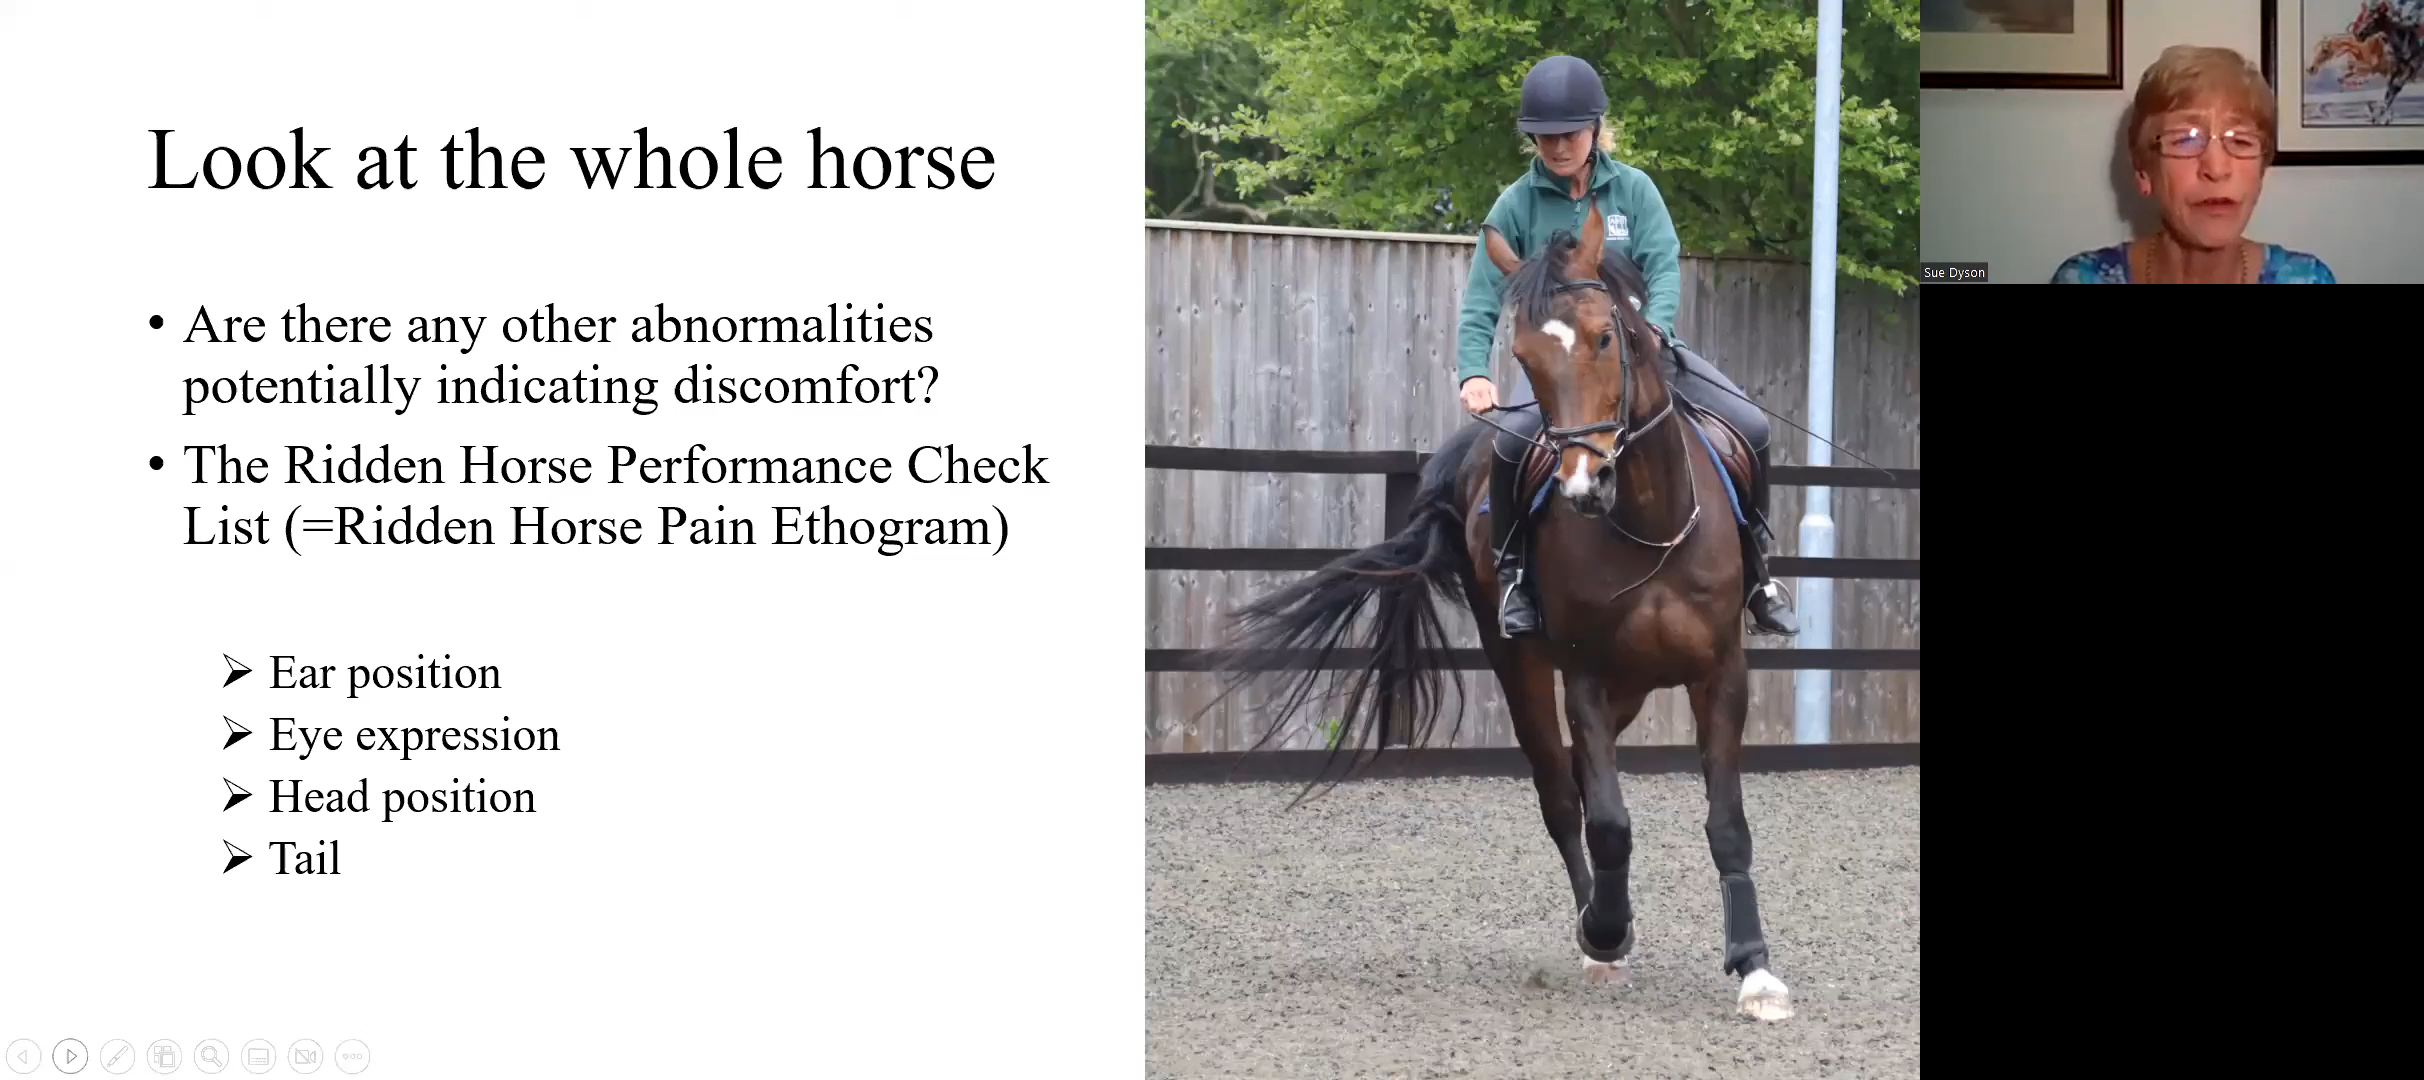 Look at the whole horse
• Are there any other abnormalities
potentially indicating discomfort?
• The Ridden Horse Performance Check
List (=Ridden Horse Pain Ethogram)
➢ Ear position
➢ Eye expression
➢ Head position
➢ Tail
Sue Dyson